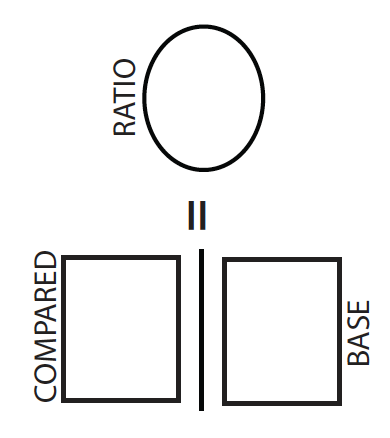 RATIO
=
COMPARED
BASE